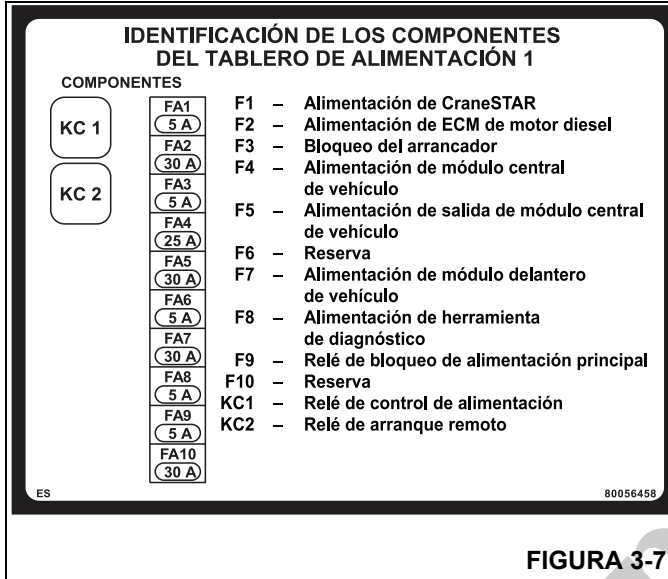 IDENTIFICACIÓN DE LOS COMPONENTES
DEL TABLERO DE ALIMENTACIÓN 1
COMPONENTES
KC 1
KC 2
FA1
5 A
FA2
30 A
FA3
5 A
FA4
25 A
FA5
30 A
FA6
5 A
FA7
30 A
FA8
5 A
FA9
5 A
FA10
30 A
F1 – Alimentación de CraneSTAR
F2 – Alimentación de ECM de motor diesel
F3 – Bloqueo del arrancador
F4 – Alimentación de módulo central
de vehículo
F5 – Alimentación de salida de módulo central
de vehículo
F6 – Reserva
F7 – Alimentación de módulo delantero
de vehículo
F8 – Alimentación de herramienta
de diagnóstico
F9 – Relé de bloqueo de alimentación principal
F10 – Reserva
KC1 – Relé de control de alimentación
KC2 – Relé de arranque remoto
ES
80056458
FIGURA 3-7